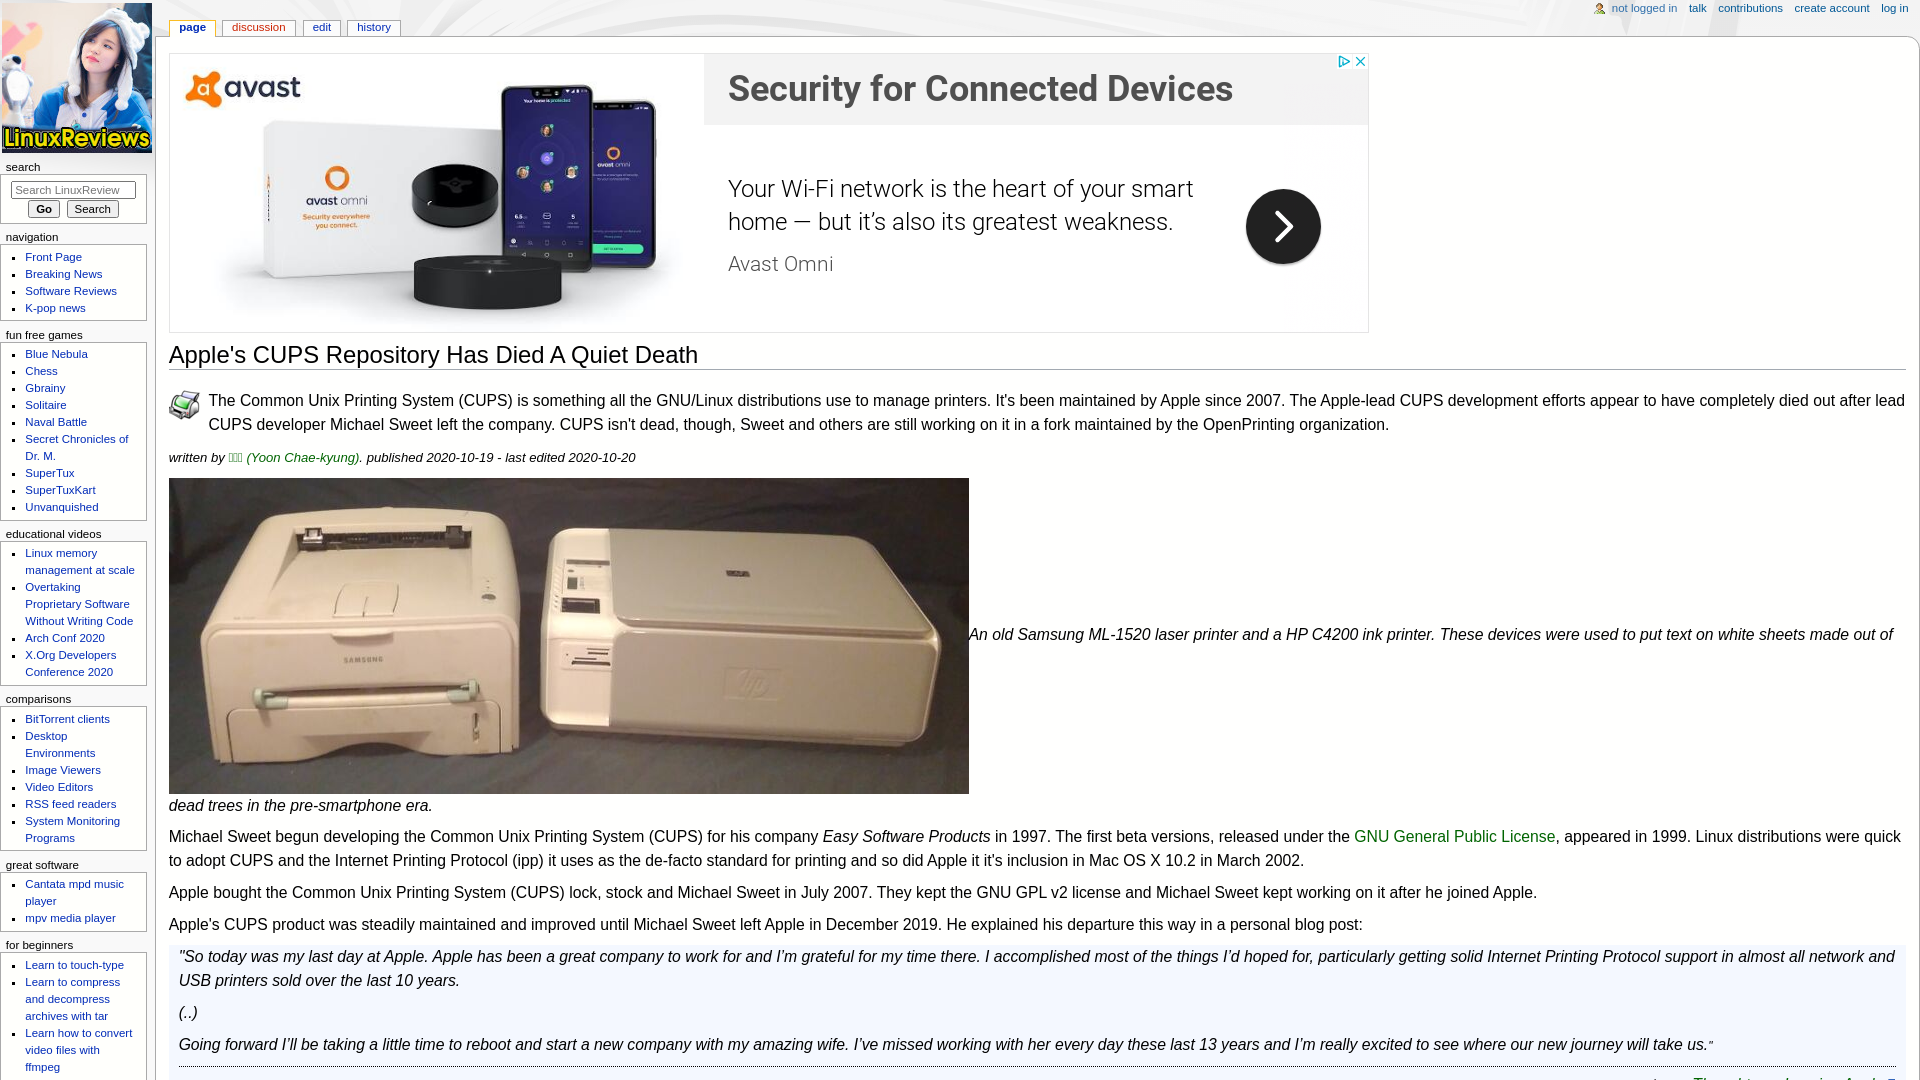 not logged in talk contributions create account log in
page discussion edit history
LinuxReviews
search
Search LinuxReview
Go Search
navigation
Front Page
Breaking News
Software Reviews
K-pop news
fun free games
Blue Nebula
Chess
Gbrainy
Solitaire
Naval Battle
Secret Chronicles of
Dr. M.
SuperTux
SuperTuxKart
Unvanquished
educational videos
Linux memory
management at scale
Overtaking
Proprietary Software
Without Writing Code
Arch Conf 2020
X.Org Developers
Conference 2020
comparisons
BitTorrent clients
Desktop
Environments
Image Viewers
Video Editors
RSS feed readers
System Monitoring
Programs
great software
Cantata mpd music
player
mpv media player
for beginners
Learn to touch-type
Learn to compress
and decompress
archives with tar
Learn how to convert
video files with
ffmpeg
avast
avast omni
Security everywhere
you connect.
Your home is protected
avast omni
Security for Connected Devices
Your Wi-Fi network is the heart of your smart
home — but it’s also its greatest weakness.
Avast Omni
Apple's CUPS Repository Has Died A Quiet Death
The Common Unix Printing System (CUPS) is something all the GNU/Linux distributions use to manage printers. It's been maintained by Apple since 2007. The Apple-lead CUPS development efforts appear to have completely died out after lead
CUPS developer Michael Sweet left the company. CUPS isn't dead, though, Sweet and others are still working on it in a fork maintained by the OpenPrinting organization.
written by (Yoon Chae-kyung). published 2020-10-19 - last edited 2020-10-20
SAMSUNG
hp
An old Samsung ML-1520 laser printer and a HP C4200 ink printer. These devices were used to put text on white sheets made out of
dead trees in the pre-smartphone era.
Michael Sweet begun developing the Common Unix Printing System (CUPS) for his company Easy Software Products in 1997. The first beta versions, released under the GNU General Public License, appeared in 1999. Linux distributions were quick
to adopt CUPS and the Internet Printing Protocol (ipp) it uses as the de-facto standard for printing and so did Apple it it's inclusion in Mac OS X 10.2 in March 2002.
Apple bought the Common Unix Printing System (CUPS) lock, stock and Michael Sweet in July 2007. They kept the GNU GPL v2 license and Michael Sweet kept working on it after he joined Apple.
Apple's CUPS product was steadily maintained and improved until Michael Sweet left Apple in December 2019. He explained his departure this way in a personal blog post:
"So today was my last day at Apple. Apple has been a great company to work for and I’m grateful for my time there. I accomplished most of the things I’d hoped for, particularly getting solid Internet Printing Protocol support in almost all network and
USB printers sold over the last 10 years.
(..)
Going forward I’ll be taking a little time to reboot and start a new company with my amazing wife. I’ve missed working with her every day these last 13 years and I’m really excited to see where our new journey will take us."